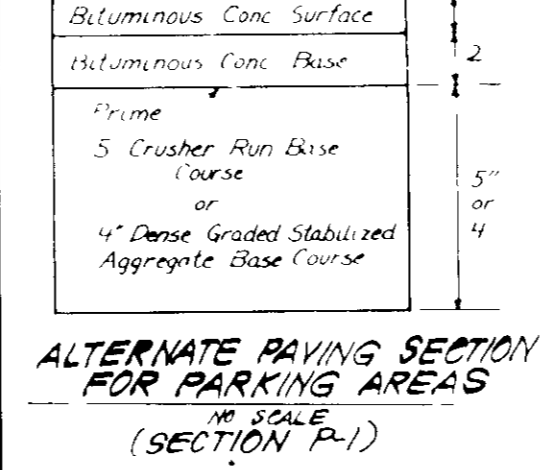 Bituminous Conc Surface
Bituminous Conc Base
2
Prime
5 Crusher Run Base
Course
or
4" Dense Graded Stabilized
Aggregate Base Course
5"
or
4
ALTERNATE PAVING SECTION
FOR PARKING AREAS
NO SCALE
(SECTION P-1)